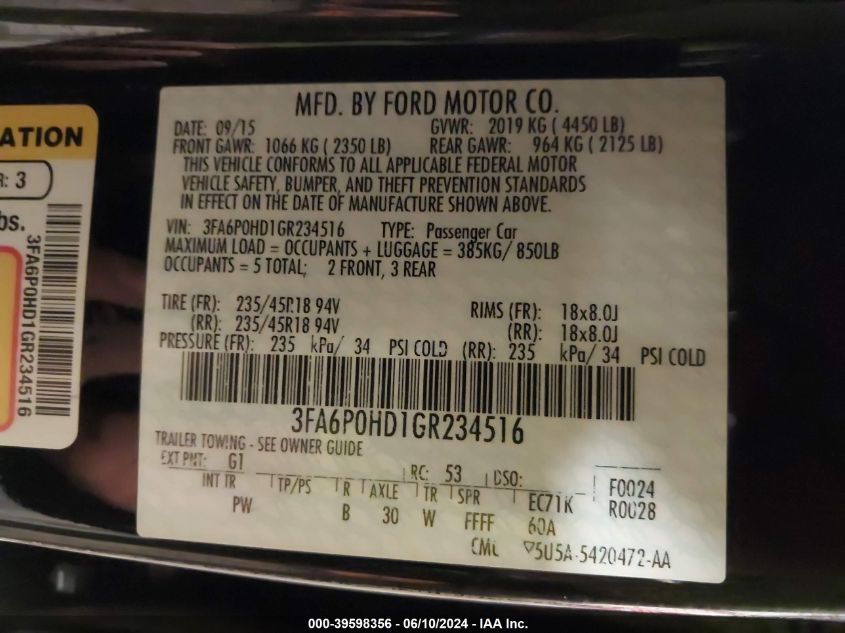 ATION
R: 3
bs.
3FA6P0HD1GR234516
MFD. BY FORD MOTOR CO.
DATE: 09/15 GVWR: 2019 KG ( 4450 LB)
FRONT GAWR: 1066 KG ( 2350 LB) REAR GAWR: 964 KG ( 2125 LB)
THIS VEHICLE CONFORMS TO ALL APPLICABLE FEDERAL MOTOR
VEHICLE SAFETY, BUMPER, AND THEFT PREVENTION STANDARDS
IN EFFECT ON THE DATE OF MANUFACTURE SHOWN ABOVE.
VIN: 3FA6P0HD1GR234516 TYPE: Passenger Car
MAXIMUM LOAD = OCCUPANTS + LUGGAGE = 385KG/ 850LB
OCCUPANTS = 5 TOTAL; 2 FRONT, 3 REAR
TIRE (FR): 235/45R18 94V RIMS (FR): 18x8.0J
(RR): 235/45R18 94V (RR): 18x8.0J
PRESSURE (FR): 235 kPa/ 34 PSI COLD (RR): 235 kPa/ 34 PSI COLD
3FA6P0HD1GR234516
TRAILER TOWING - SEE OWNER GUIDE
EXT PNT: G1 RC: 53 DSO: F0024
INT TR TP/PS R AXLE TR SPR EC71K R0028
PW B 30 W FFFF 60A
5U5A-5420472-AA
000-39598356 - 06/10/2024 - IAA Inc.